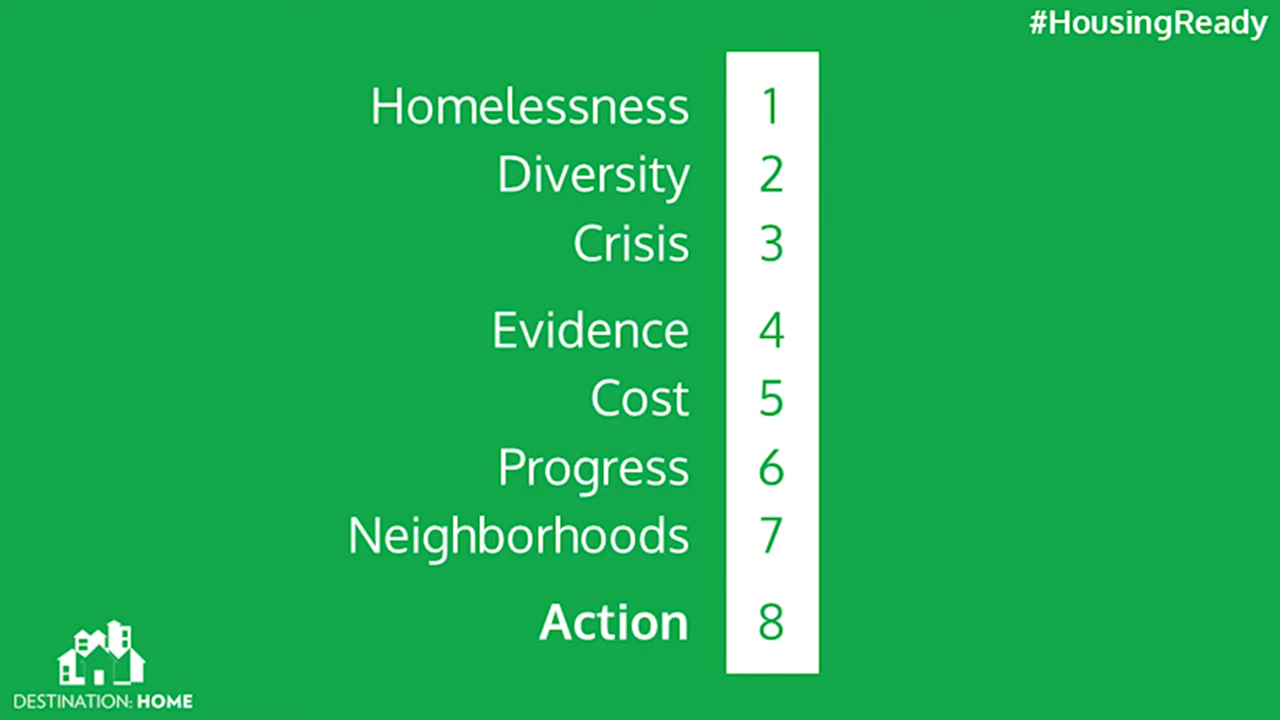 #HousingReady
Homelessness 1
Diversity 2
Crisis 3
Evidence 4
Cost 5
Progress 6
Neighborhoods 7
Action 8
DESTINATION: HOME